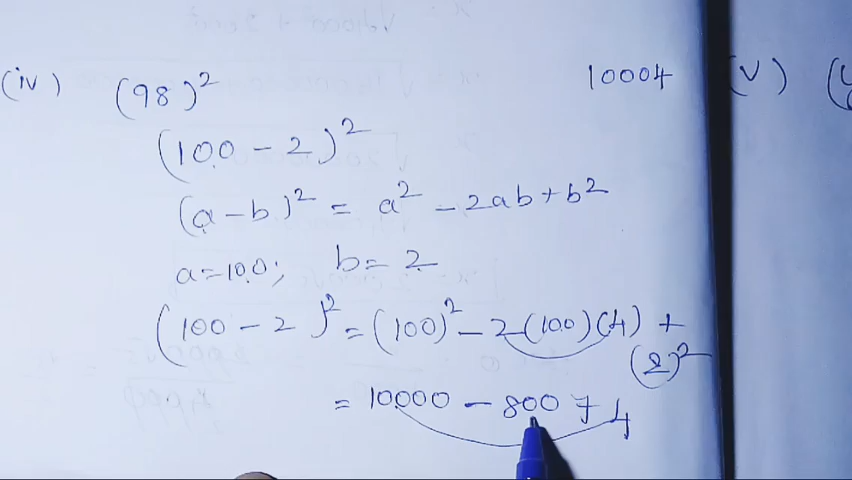 (iv) (98)² 10004 (v) (
(100 - 2)²
(a - b)² = a² - 2ab + b²
a = 100; b = 2
(100 - 2)² = (100)² - 2(100)(4) +
(2)²
= 10000 - 800 + 4